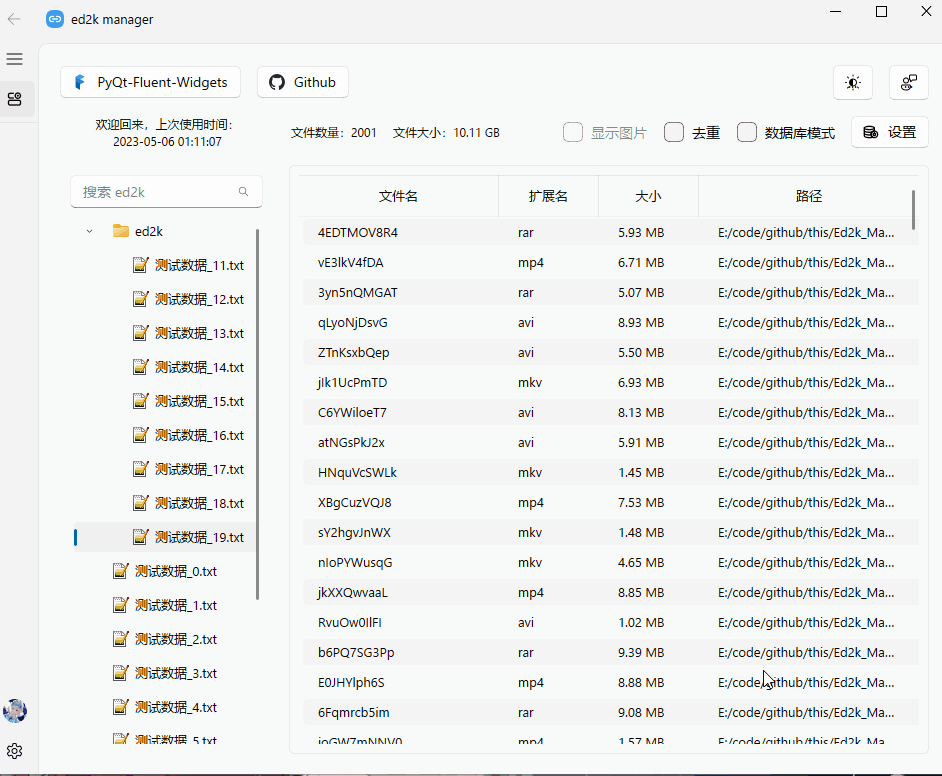 ed2k manager
PyQt-Fluent-Widgets
Github
欢迎回来，上次使用时间：
2023-05-06 01:11:07
文件数量：2001
文件大小：10.11 GB
显示图片
去重
数据库模式
设置
搜索 ed2k
ed2k
测试数据_11.txt
测试数据_12.txt
测试数据_13.txt
测试数据_14.txt
测试数据_15.txt
测试数据_16.txt
测试数据_17.txt
测试数据_18.txt
测试数据_19.txt
测试数据_0.txt
测试数据_1.txt
测试数据_2.txt
测试数据_3.txt
测试数据_4.txt
测试数据_5.txt
文件名 扩展名 大小 路径
4EDTMOV8R4 rar 5.93 MB E:/code/github/this/Ed2k_Ma...
vE3lkV4fDA mp4 6.71 MB E:/code/github/this/Ed2k_Ma...
3yn5nQMGAT rar 5.07 MB E:/code/github/this/Ed2k_Ma...
qLyoNjDsvG avi 8.93 MB E:/code/github/this/Ed2k_Ma...
ZTnKsxbQep avi 5.50 MB E:/code/github/this/Ed2k_Ma...
jIk1UcPmTD mkv 6.93 MB E:/code/github/this/Ed2k_Ma...
C6YWiloeT7 avi 8.13 MB E:/code/github/this/Ed2k_Ma...
atNGsPkJ2x avi 5.91 MB E:/code/github/this/Ed2k_Ma...
HNquVcSWLk mkv 1.45 MB E:/code/github/this/Ed2k_Ma...
XBgCuzVQJ8 mp4 7.53 MB E:/code/github/this/Ed2k_Ma...
sY2hgvJnWX mkv 1.48 MB E:/code/github/this/Ed2k_Ma...
nIoPYWusqG mkv 4.65 MB E:/code/github/this/Ed2k_Ma...
jkXXQwvaaL mp4 8.85 MB E:/code/github/this/Ed2k_Ma...
RvuOw0IlFI avi 1.02 MB E:/code/github/this/Ed2k_Ma...
b6PQ7SG3Pp rar 9.39 MB E:/code/github/this/Ed2k_Ma...
E0JHYlph6S mp4 8.88 MB E:/code/github/this/Ed2k_Ma...
6Fqmrcb5im rar 9.08 MB E:/code/github/this/Ed2k_Ma...
ioGW7mNNV0 mp4 1.57 MB E:/code/github/this/Ed2k_Ma...